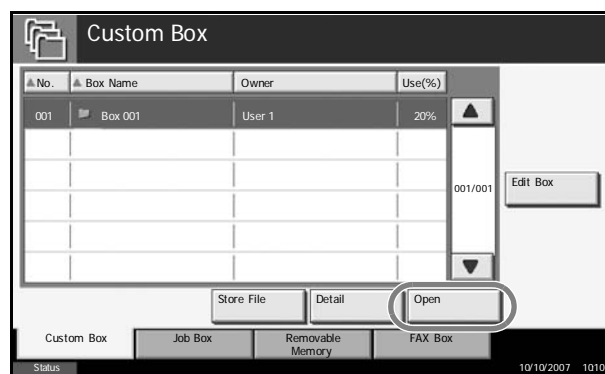 Custom Box
No. Box Name Owner Use(%)
001 Box 001 User 1 20%
001/001
Edit Box
Store File Detail Open
Custom Box Job Box Removable Memory FAX Box
Status 10/10/2007 1010